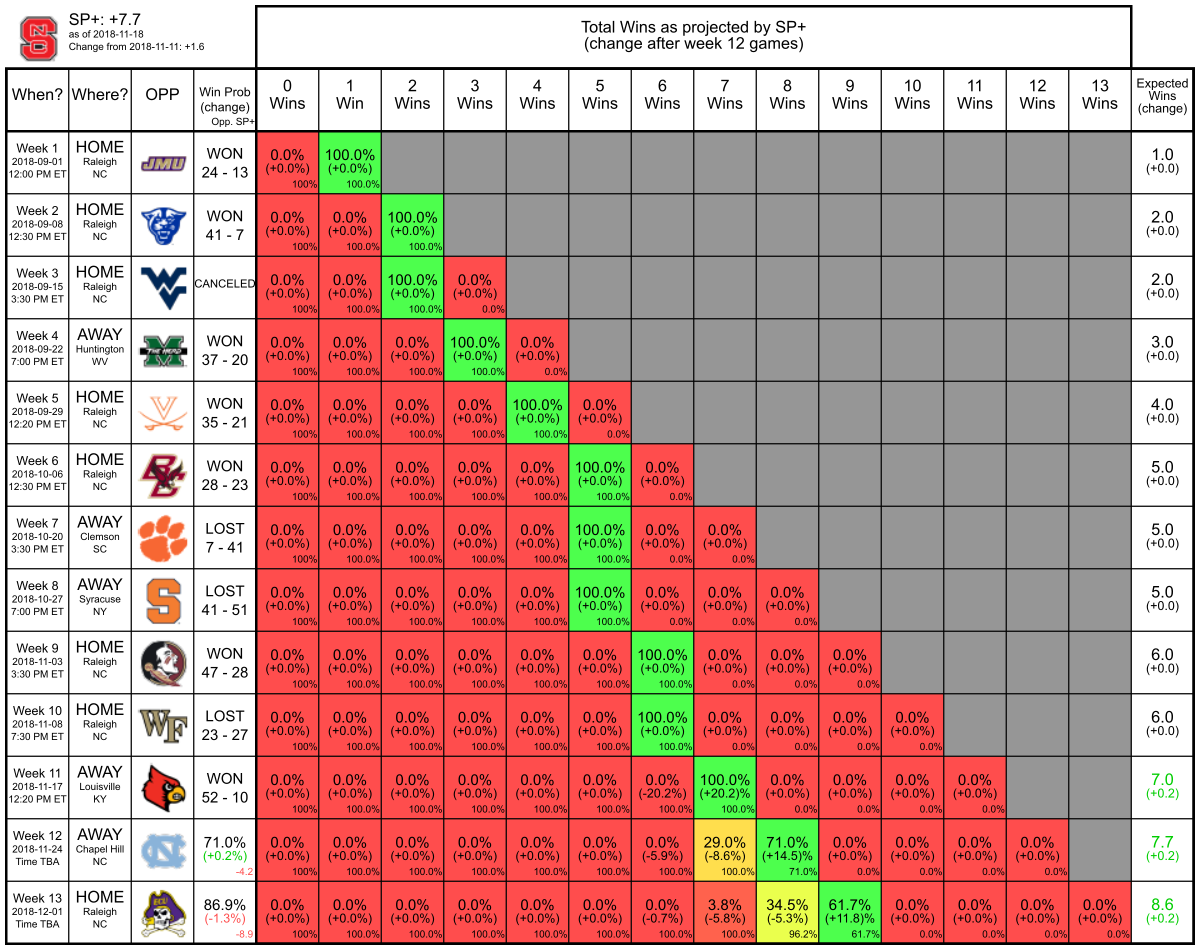 SP+: +7.7
as of 2018-11-18
Change from 2018-11-11: +1.6
Total Wins as projected by SP+
(change after week 12 games)
When? Where? OPP Win Prob (change) Opp. SP+ 0 Wins 1 Win 2 Wins 3 Wins 4 Wins 5 Wins 6 Wins 7 Wins 8 Wins 9 Wins 10 Wins 11 Wins 12 Wins 13 Wins Expected Wins (change)
Week 1 HOME WON 0.0% 100.0% 1.0
2018-09-01 Raleigh JMU 24 - 13 (+0.0%) (+0.0%) (+0.0)
12:00 PM ET NC 100% 100.0%
Week 2 HOME WON 0.0% 0.0% 100.0% 2.0
2018-09-08 Raleigh 41 - 7 (+0.0%) (+0.0%) (+0.0%) (+0.0)
12:30 PM ET NC 100% 100.0% 100.0%
Week 3 HOME CANCELED 0.0% 0.0% 100.0% 0.0% 2.0
2018-09-15 Raleigh WV (+0.0%) (+0.0%) (+0.0%) (+0.0%) (+0.0)
3:30 PM ET NC 100% 100.0% 100.0% 0.0%
Week 4 AWAY WON 0.0% 0.0% 0.0% 100.0% 0.0% 3.0
2018-09-22 Huntington M THE HERD 37 - 20 (+0.0%) (+0.0%) (+0.0%) (+0.0%) (+0.0%) (+0.0)
7:00 PM ET WV 100% 100.0% 100.0% 100.0% 0.0%
Week 5 HOME WON 0.0% 0.0% 0.0% 0.0% 100.0% 0.0% 4.0
2018-09-29 Raleigh V 35 - 21 (+0.0%) (+0.0%) (+0.0%) (+0.0%) (+0.0%) (+0.0%) (+0.0)
12:20 PM ET NC 100% 100.0% 100.0% 100.0% 100.0% 0.0%
Week 6 HOME WON 0.0% 0.0% 0.0% 0.0% 0.0% 100.0% 0.0% 5.0
2018-10-06 Raleigh BC 28 - 23 (+0.0%) (+0.0%) (+0.0%) (+0.0%) (+0.0%) (+0.0%) (+0.0%) (+0.0)
12:30 PM ET NC 100% 100.0% 100.0% 100.0% 100.0% 100.0% 0.0%
Week 7 AWAY LOST 0.0% 0.0% 0.0% 0.0% 0.0% 100.0% 0.0% 0.0% 5.0
2018-10-20 Clemson 7 - 41 (+0.0%) (+0.0%) (+0.0%) (+0.0%) (+0.0%) (+0.0%) (+0.0%) (+0.0%) (+0.0)
3:30 PM ET SC 100% 100.0% 100.0% 100.0% 100.0% 100.0% 0.0% 0.0%
Week 8 AWAY LOST 0.0% 0.0% 0.0% 0.0% 0.0% 100.0% 0.0% 0.0% 0.0% 5.0
2018-10-27 Syracuse S 41 - 51 (+0.0%) (+0.0%) (+0.0%) (+0.0%) (+0.0%) (+0.0%) (+0.0%) (+0.0%) (+0.0%) (+0.0)
7:00 PM ET NY 100% 100.0% 100.0% 100.0% 100.0% 100.0% 0.0% 0.0% 0.0%
Week 9 HOME WON 0.0% 0.0% 0.0% 0.0% 0.0% 0.0% 100.0% 0.0% 0.0% 0.0% 6.0
2018-11-03 Raleigh 47 - 28 (+0.0%) (+0.0%) (+0.0%) (+0.0%) (+0.0%) (+0.0%) (+0.0%) (+0.0%) (+0.0%) (+0.0%) (+0.0)
3:30 PM ET NC 100% 100.0% 100.0% 100.0% 100.0% 100.0% 100.0% 0.0% 0.0% 0.0%
Week 10 HOME LOST 0.0% 0.0% 0.0% 0.0% 0.0% 0.0% 100.0% 0.0% 0.0% 0.0% 0.0% 6.0
2018-11-08 Raleigh WF 23 - 27 (+0.0%) (+0.0%) (+0.0%) (+0.0%) (+0.0%) (+0.0%) (+0.0%) (+0.0%) (+0.0%) (+0.0%) (+0.0%) (+0.0)
7:30 PM ET NC 100% 100.0% 100.0% 100.0% 100.0% 100.0% 100.0% 0.0% 0.0% 0.0% 0.0%
Week 11 AWAY WON 0.0% 0.0% 0.0% 0.0% 0.0% 0.0% 0.0% 100.0% 0.0% 0.0% 0.0% 0.0% 7.0
2018-11-17 Louisville 52 - 10 (+0.0%) (+0.0%) (+0.0%) (+0.0%) (+0.0%) (+0.0%) (-20.2%) (+20.2)% (+0.0%) (+0.0%) (+0.0%) (+0.0%) (+0.2)
12:20 PM ET KY 100% 100.0% 100.0% 100.0% 100.0% 100.0% 100.0% 100.0% 0.0% 0.0% 0.0% 0.0%
Week 12 AWAY 71.0% 0.0% 0.0% 0.0% 0.0% 0.0% 0.0% 0.0% 29.0% 71.0% 0.0% 0.0% 0.0% 0.0% 7.7
2018-11-24 Chapel Hill NC (+0.2%) (+0.0%) (+0.0%) (+0.0%) (+0.0%) (+0.0%) (+0.0%) (-5.9%) (-8.6%) (+14.5)% (+0.0%) (+0.0%) (+0.0%) (+0.0%) (+0.2)
Time TBA NC -4.2 100% 100.0% 100.0% 100.0% 100.0% 100.0% 100.0% 100.0% 71.0% 0.0% 0.0% 0.0% 0.0%
Week 13 HOME ECU 86.9% 0.0% 0.0% 0.0% 0.0% 0.0% 0.0% 0.0% 3.8% 34.5% 61.7% 0.0% 0.0% 0.0% 0.0% 8.6
2018-12-01 Raleigh (-1.3%) (+0.0%) (+0.0%) (+0.0%) (+0.0%) (+0.0%) (+0.0%) (-0.7%) (-5.8%) (-5.3%) (+11.8)% (+0.0%) (+0.0%) (+0.0%) (+0.0%) (+0.2)
Time TBA NC -8.9 100% 100.0% 100.0% 100.0% 100.0% 100.0% 100.0% 100.0% 96.2% 61.7% 0.0% 0.0% 0.0% 0.0%